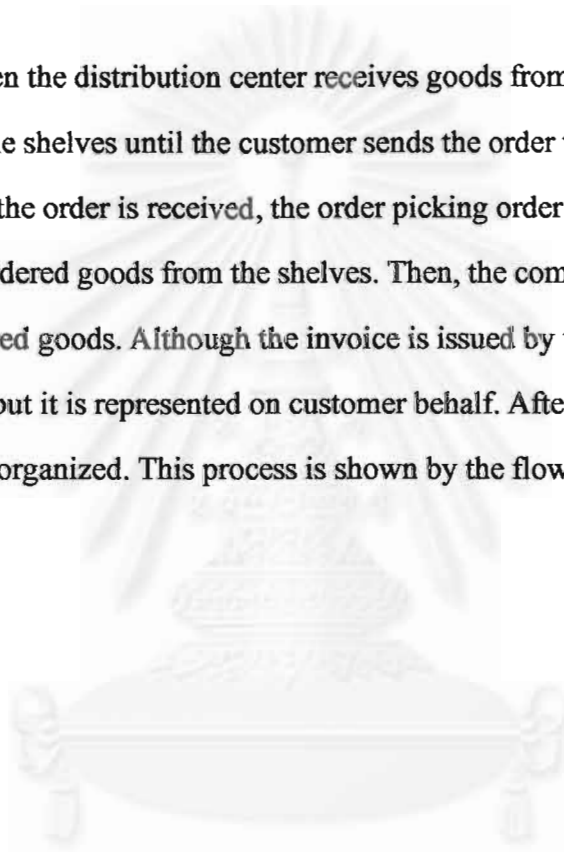 en the distribution center receives goods from
e shelves until the customer sends the order
the order is received, the order picking order
dered goods from the shelves. Then, the com
ed goods. Although the invoice is issued by
out it is represented on customer behalf. Afte
organized. This process is shown by the flow